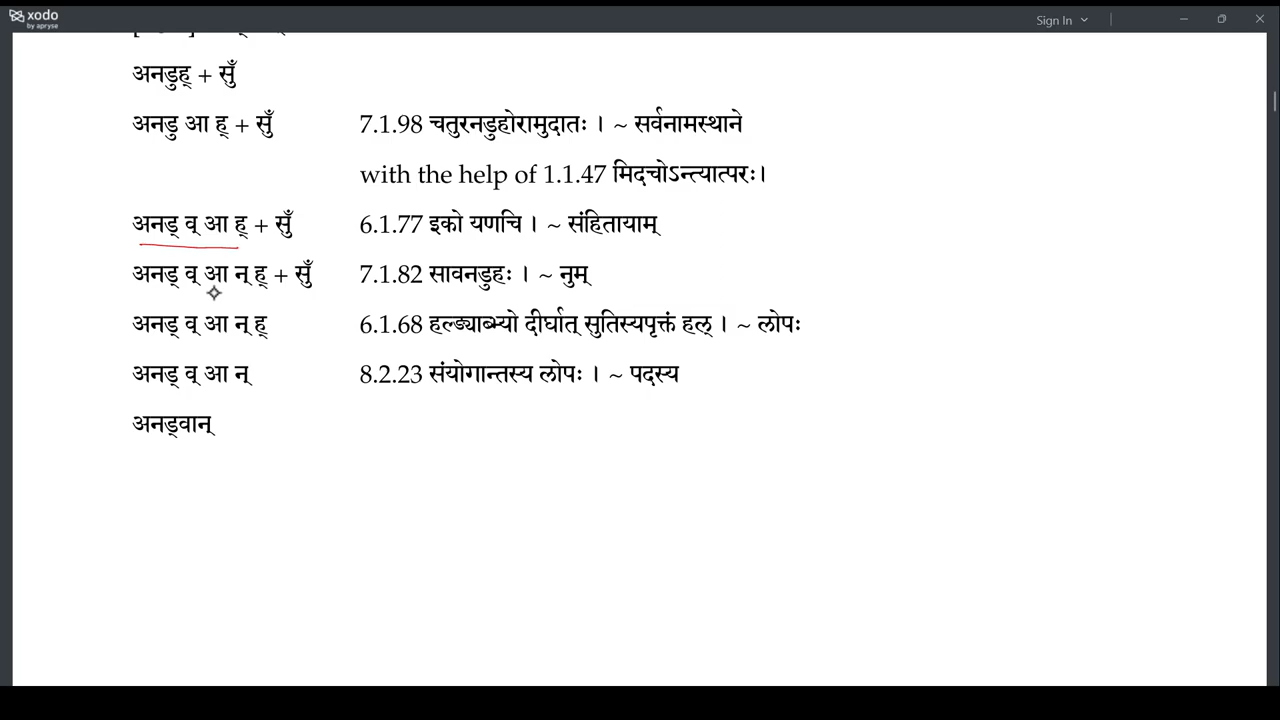 xodo
by apryse
Sign In
अनडुह् + सुँ
अनडु आ ह् + सुँ 7.1.98 चतुरनडुहोरामुदातः । ~ सर्वनामस्थाने
with the help of 1.1.47 मिदचोऽन्त्यात्परः।
अनड् व् आ ह् + सुँ 6.1.77 इको यणचि । ~ संहितायाम्
अनड् व् आ न् ह् + सुँ 7.1.82 सावनडुहः । ~ नुम्
अनड् व् आ न् ह् 6.1.68 हल्ङ्याब्भ्यो दीर्घात् सुतिस्यपृक्तं हल् । ~ लोपः
अनड् व् आ न् 8.2.23 संयोगान्तस्य लोपः । ~ पदस्य
अनड्वान्